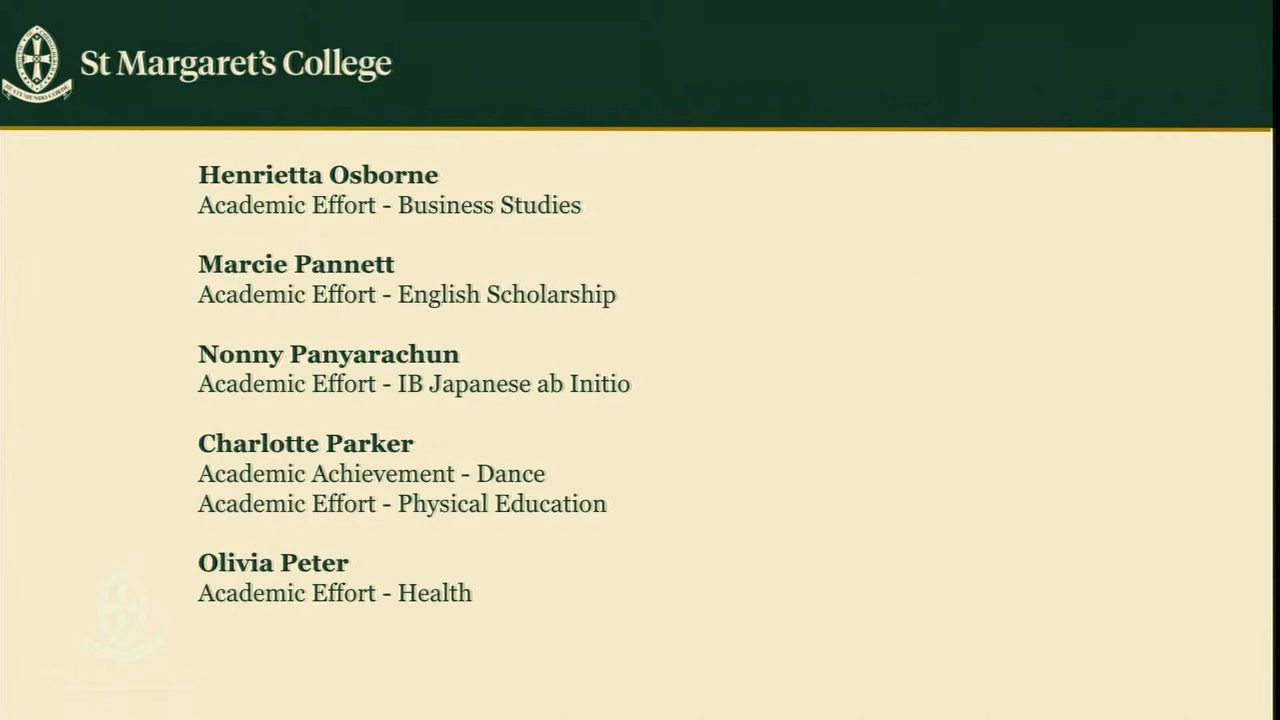 St Margaret's College
Henrietta Osborne
Academic Effort - Business Studies
Marcie Pannett
Academic Effort - English Scholarship
Nonny Panyarachun
Academic Effort - IB Japanese ab Initio
Charlotte Parker
Academic Achievement - Dance
Academic Effort - Physical Education
Olivia Peter
Academic Effort - Health